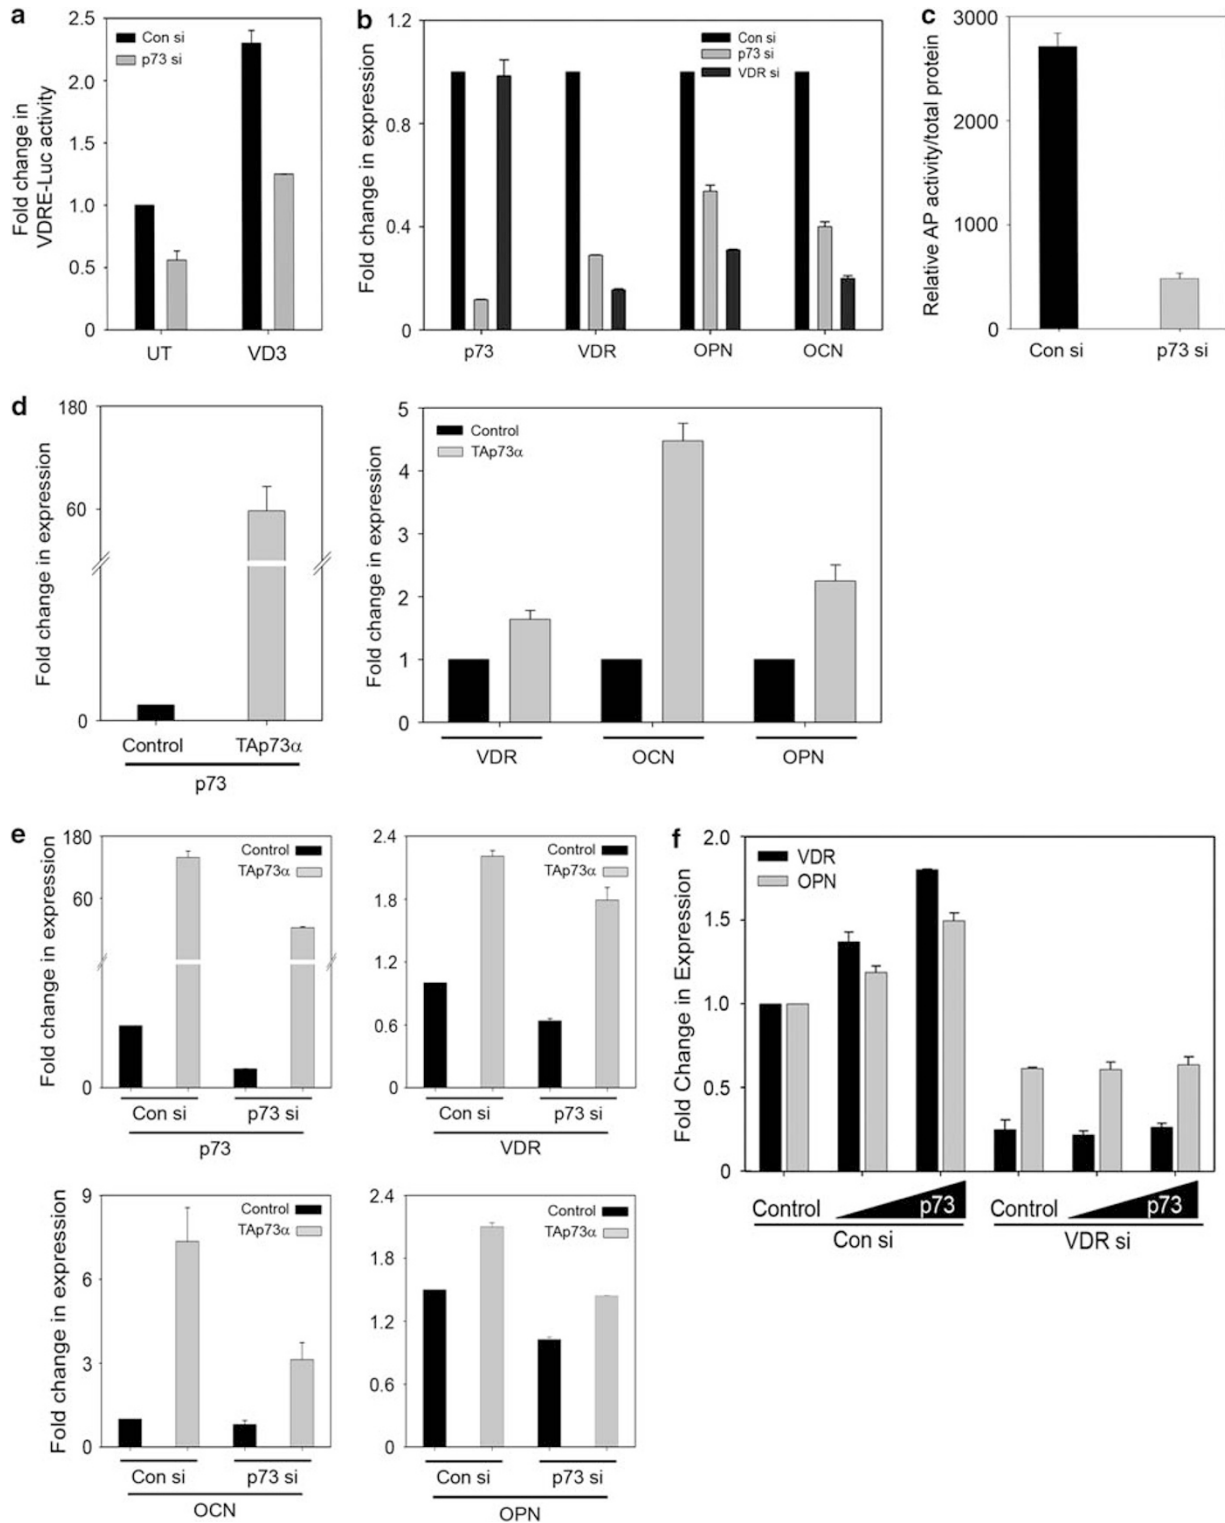 a
Fold change in
VDRE-Luc activity
2.5
2.0
1.5
1.0
0.5
0
Con si
p73 si
UT VD3
b
Fold change in expression
1.2
0.8
0.4
0
Con si
p73 si
VDR si
p73 VDR OPN OCN
c
Relative AP activity/total protein
3000
2000
1000
0
Con si p73 si
d
Fold change in expression
180
60
0
Control TAp73α
p73
Fold change in expression
5
4
3
2
1
0
Control
TAp73α
VDR OCN OPN
e
Fold change in expression
180
60
0
Control
TAp73α
Con si p73 si
p73
2.4
1.8
1.2
0.6
0
Control
TAp73α
Con si p73 si
VDR
Fold change in expression
9
6
3
0
Control
TAp73α
Con si p73 si
OCN
2.4
1.8
1.2
0.6
0
Control
TAp73α
Con si p73 si
OPN
f
Fold Change in Expression
2.0
1.5
1.0
0.5
0
VDR
OPN
Control p73 Control p73
Con si VDR si